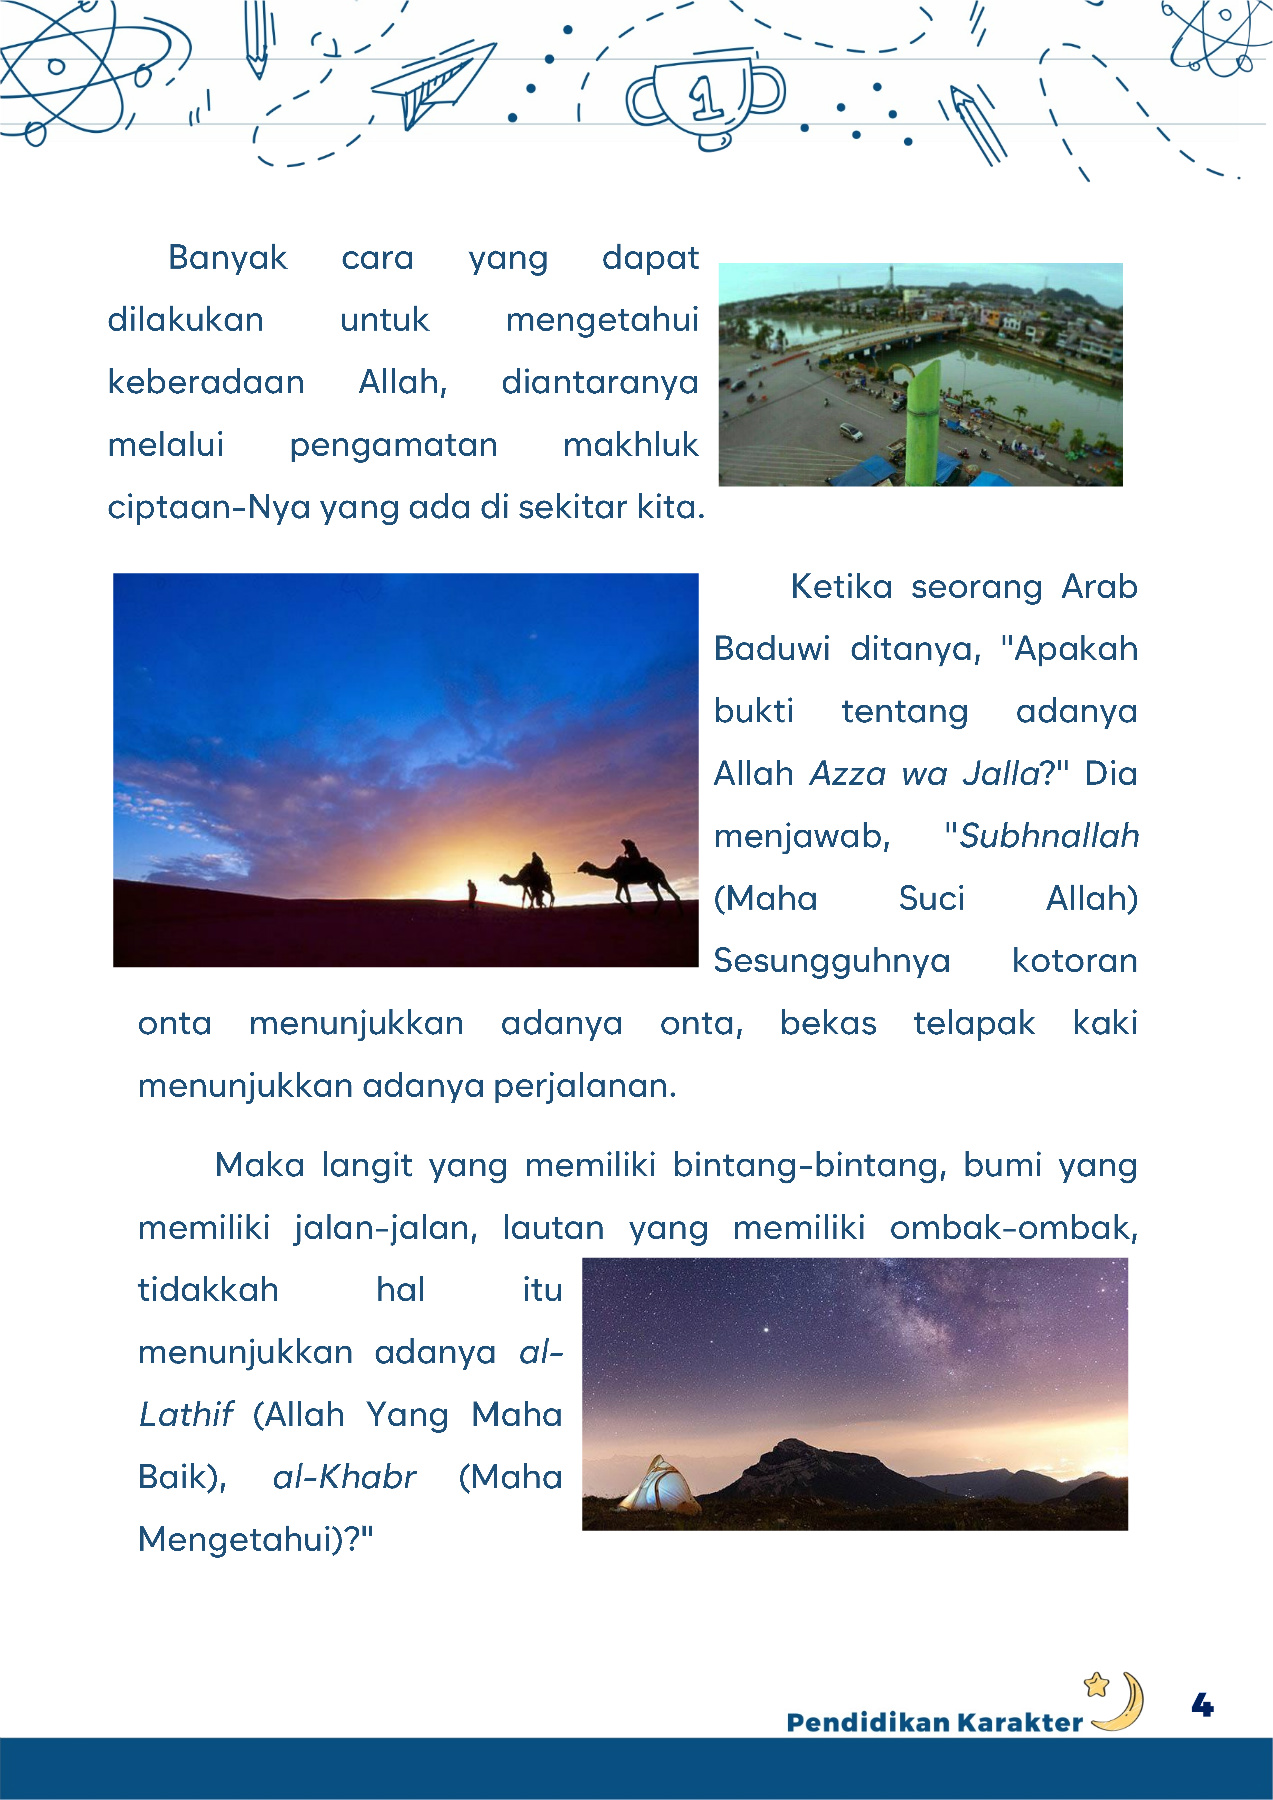 1
Banyak cara yang dapat
dilakukan untuk mengetahui
keberadaan Allah, diantaranya
melalui pengamatan makhluk
ciptaan-Nya yang ada di sekitar kita.
Ketika seorang Arab
Baduwi ditanya, "Apakah
bukti tentang adanya
Allah Azza wa Jalla?" Dia
menjawab, "Subhnallah
(Maha Suci Allah)
Sesungguhnya kotoran
onta menunjukkan adanya onta, bekas telapak kaki
menunjukkan adanya perjalanan.
Maka langit yang memiliki bintang-bintang, bumi yang
memiliki jalan-jalan, lautan yang memiliki ombak-ombak,
tidakkah hal itu
menunjukkan adanya al-
Lathif (Allah Yang Maha
Baik), al-Khabr (Maha
Mengetahui)?"
Pendidikan Karakter
4